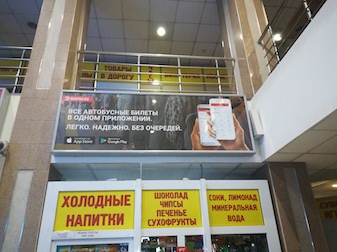 ТОВАРЫ
В ДОРОГУ
ВСЕ АВТОБУСНЫЕ БИЛЕТЫ
В ОДНОМ ПРИЛОЖЕНИИ.
ЛЕГКО. НАДЕЖНО. БЕЗ ОЧЕРЕДЕЙ.
App Store
Google Play
ХОЛОДНЫЕ
НАПИТКИ
ШОКОЛАД
ЧИПСЫ
ПЕЧЕНЬЕ
СУХОФРУКТЫ
СОКИ, ЛИМОНАД
МИНЕРАЛЬНАЯ
ВОДА